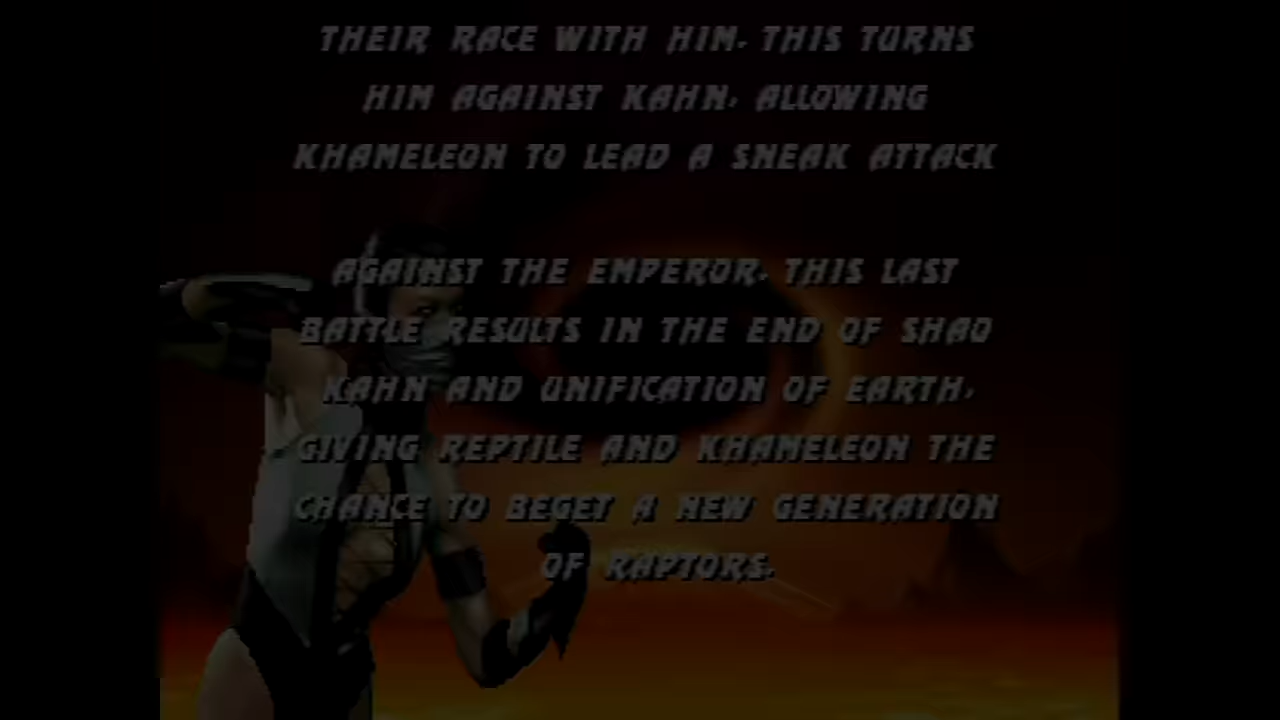 THEIR RACE WITH HIM. THIS TURNS
HIM AGAINST KAHN, ALLOWING
KHAMELEON TO LEAD A SNEAK ATTACK
AGAINST THE EMPEROR. THIS LAST
BATTLE RESULTS IN THE END OF SHAO
KAHN AND UNIFICATION OF EARTH,
GIVING REPTILE AND KHAMELEON THE
CHANCE TO BEGET A NEW GENERATION
OF RAPTORS.